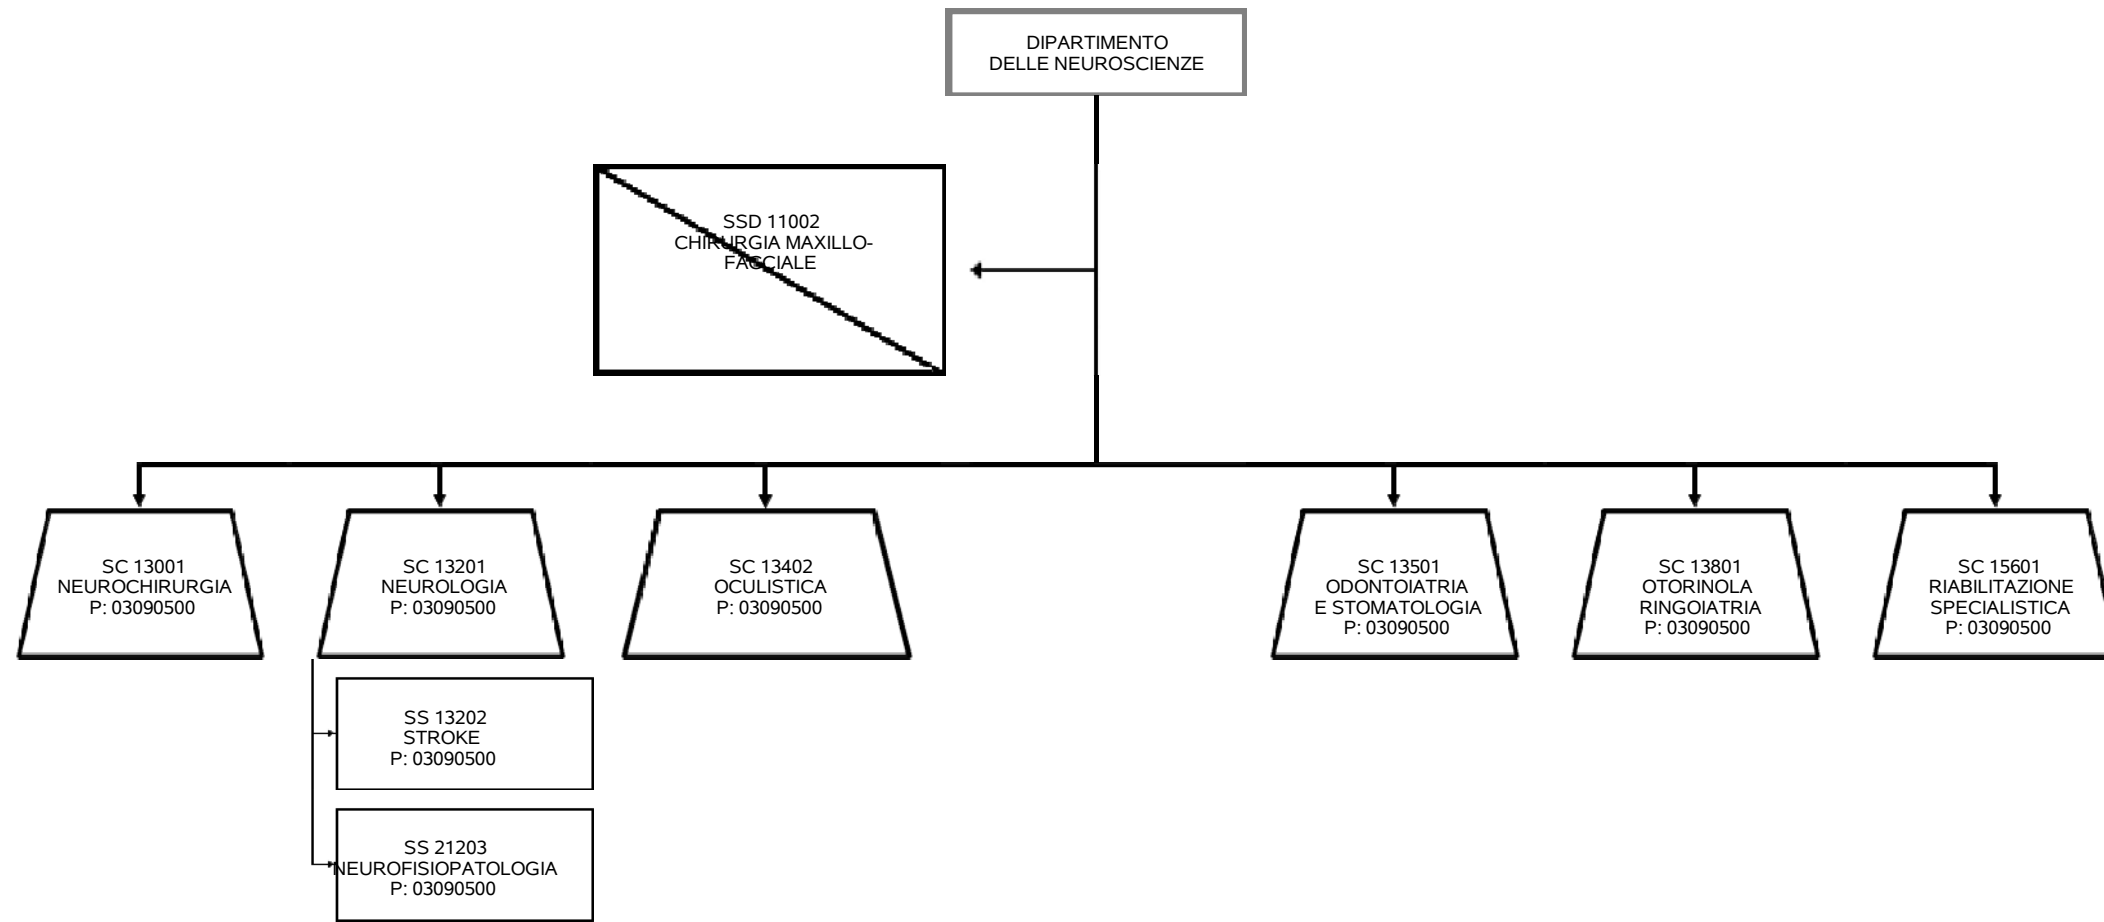 DIPARTIMENTO
DELLE NEUROSCIENZE
SSD 11002
CHIRURGIA MAXILLO-
FACCIALE
SC 13001
NEUROCHIRURGIA
P: 03090500
SC 13201
NEUROLOGIA
P: 03090500
SC 13402
OCULISTICA
P: 03090500
SC 13501
ODONTOIATRIA
E STOMATOLOGIA
P: 03090500
SC 13801
OTORINOLA
RINGOIATRIA
P: 03090500
SC 15601
RIABILITAZIONE
SPECIALISTICA
P: 03090500
SS 13202
STROKE
P: 03090500
SS 21203
NEUROFISIOPATOLOGIA
P: 03090500